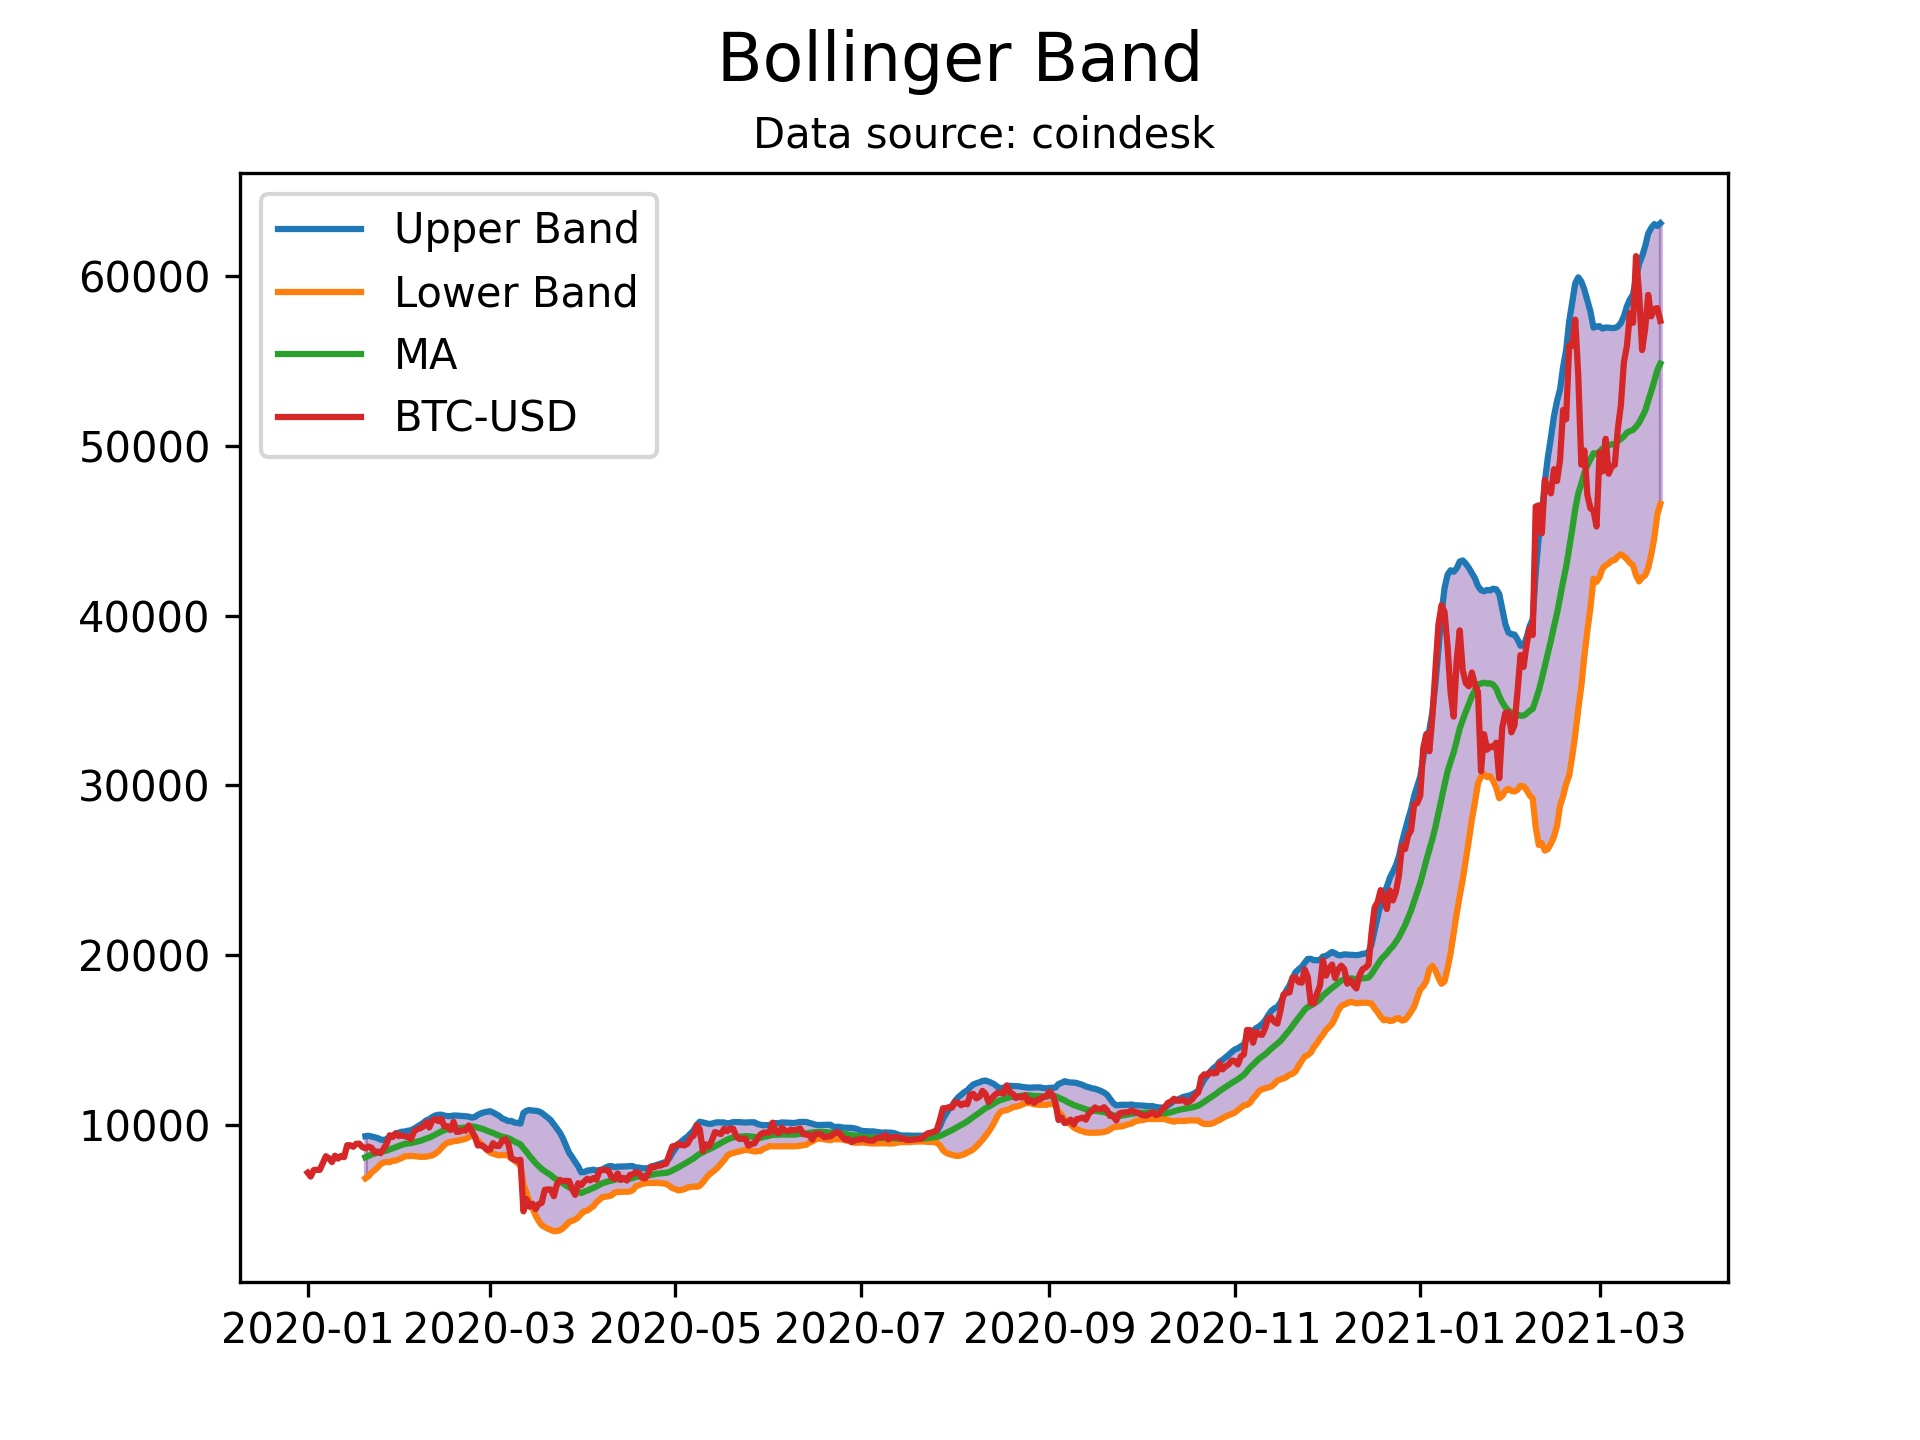 Bollinger Band
Data source: coindesk
Upper Band
Lower Band
MA
BTC-USD
60000
50000
40000
30000
20000
10000
2020-01 2020-03 2020-05 2020-07 2020-09 2020-11 2021-01 2021-03